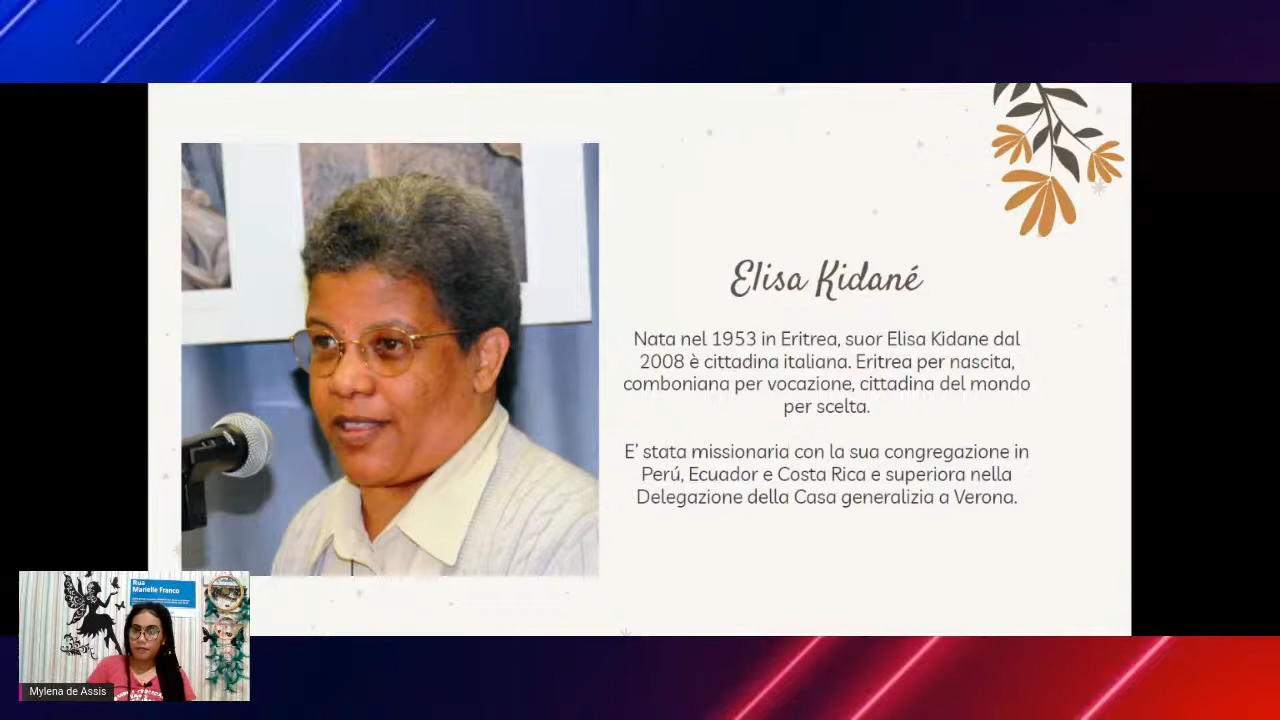 Elisa Kidané
Nata nel 1953 in Eritrea, suor Elisa Kidane dal
2008 è cittadina italiana. Eritrea per nascita,
comboniana per vocazione, cittadina del mondo
per scelta.
E' stata missionaria con la sua congregazione in
Perú, Ecuador e Costa Rica e superiora nella
Delegazione della Casa generalizia a Verona.
Rua
Marielle Franco
Mylena de Assis